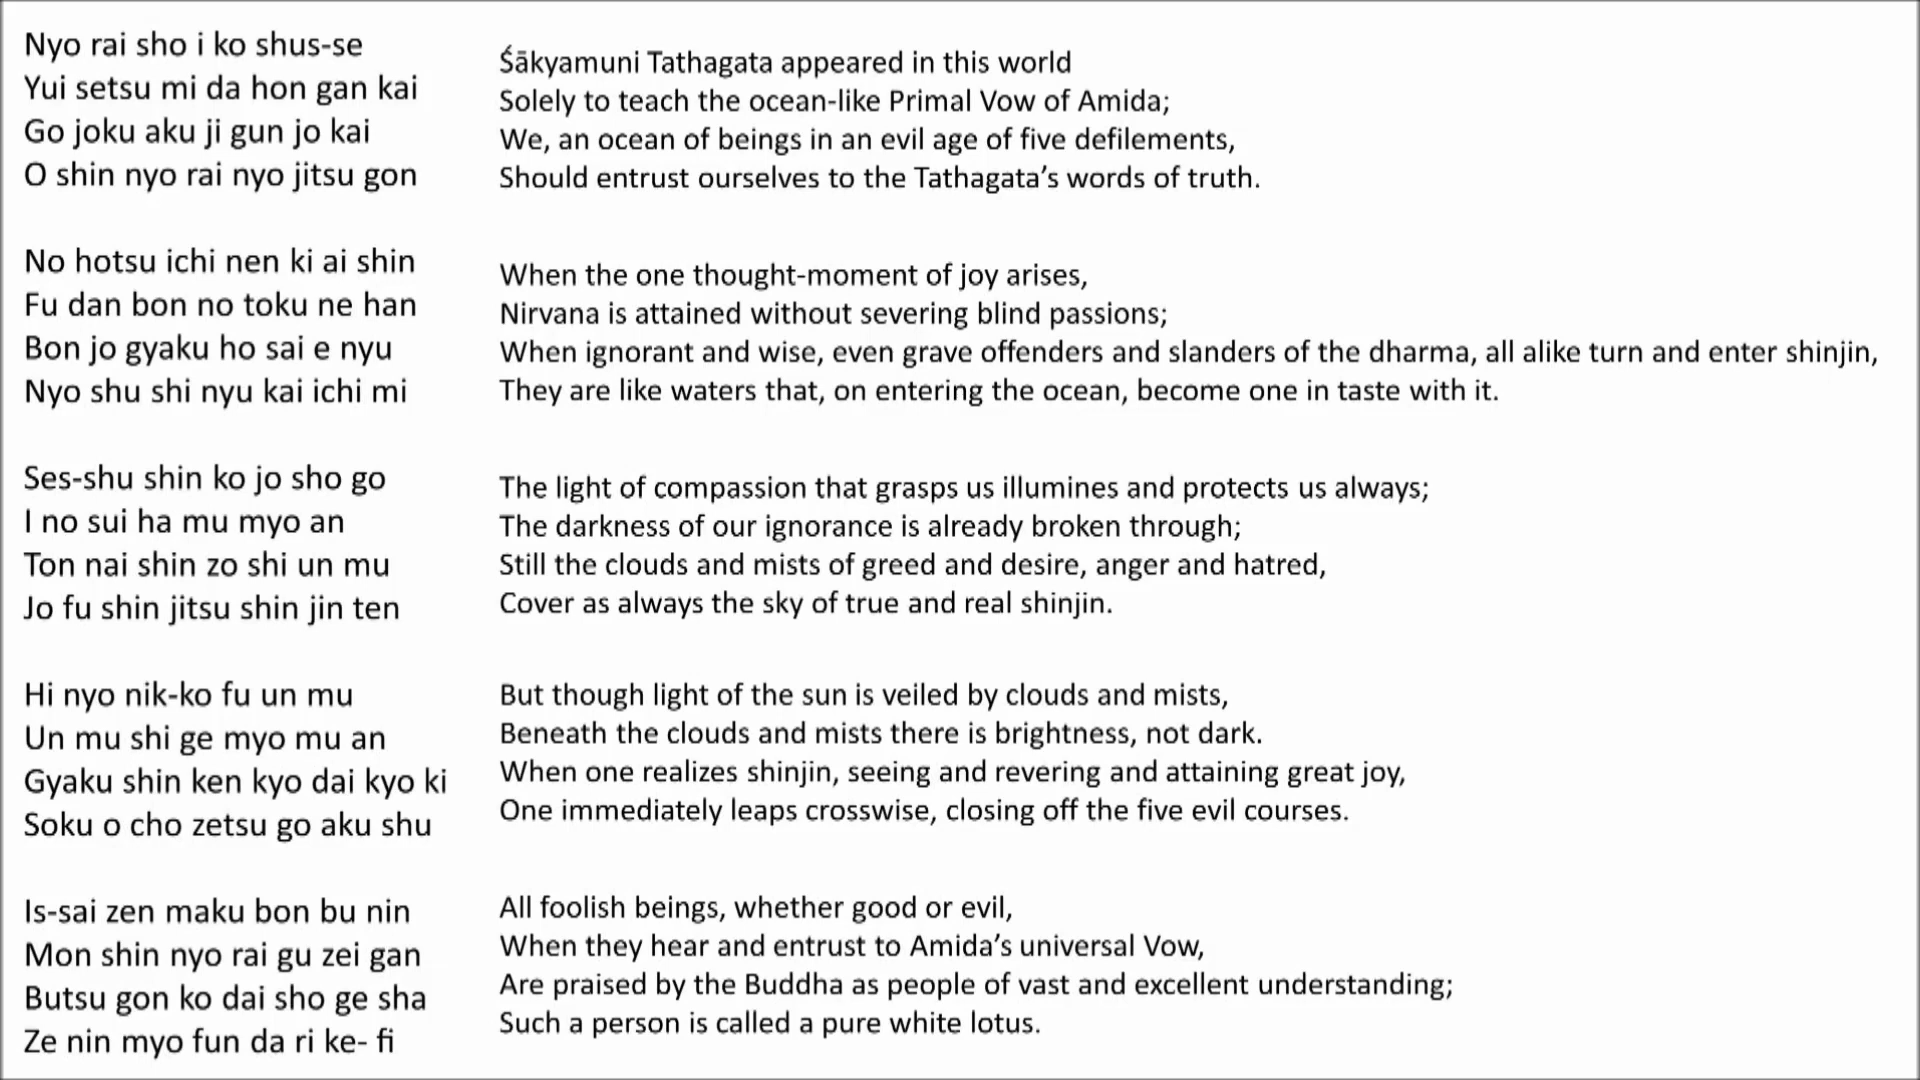 Nyo rai sho i ko shus-se
Yui setsu mi da hon gan kai
Go joku aku ji gun jo kai
O shin nyo rai nyo jitsu gon
Śākyamuni Tathagata appeared in this world
Solely to teach the ocean-like Primal Vow of Amida;
We, an ocean of beings in an evil age of five defilements,
Should entrust ourselves to the Tathagata’s words of truth.
No hotsu ichi nen ki ai shin
Fu dan bon no toku ne han
Bon jo gyaku ho sai e nyu
Nyo shu shi nyu kai ichi mi
When the one thought-moment of joy arises,
Nirvana is attained without severing blind passions;
When ignorant and wise, even grave offenders and slanders of the dharma, all alike turn and enter shinjin,
They are like waters that, on entering the ocean, become one in taste with it.
Ses-shu shin ko jo sho go
I no sui ha mu myo an
Ton nai shin zo shi un mu
Jo fu shin jitsu shin jin ten
The light of compassion that grasps us illumines and protects us always;
The darkness of our ignorance is already broken through;
Still the clouds and mists of greed and desire, anger and hatred,
Cover as always the sky of true and real shinjin.
Hi nyo nik-ko fu un mu
Un mu shi ge myo mu an
Gyaku shin ken kyo dai kyo ki
Soku o cho zetsu go aku shu
But though light of the sun is veiled by clouds and mists,
Beneath the clouds and mists there is brightness, not dark.
When one realizes shinjin, seeing and revering and attaining great joy,
One immediately leaps crosswise, closing off the five evil courses.
Is-sai zen maku bon bu nin
Mon shin nyo rai gu zei gan
Butsu gon ko dai sho ge sha
Ze nin myo fun da ri ke- fi
All foolish beings, whether good or evil,
When they hear and entrust to Amida’s universal Vow,
Are praised by the Buddha as people of vast and excellent understanding;
Such a person is called a pure white lotus.